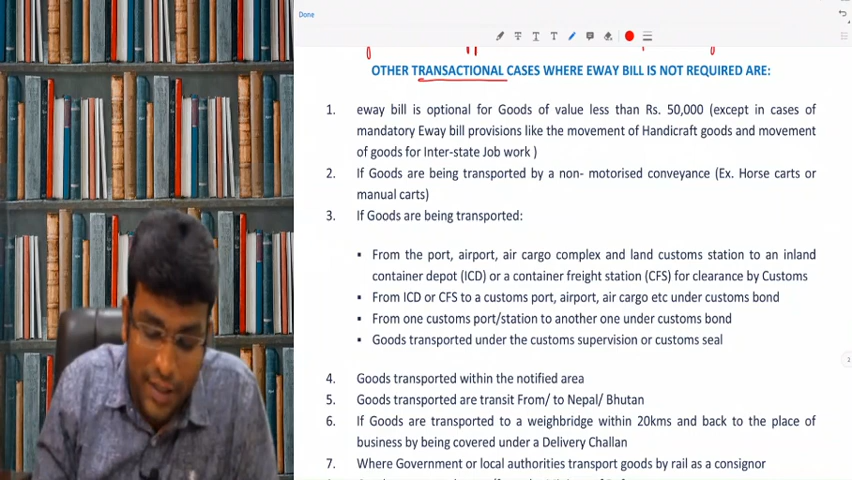 Done
OTHER TRANSACTIONAL CASES WHERE EWAY BILL IS NOT REQUIRED ARE:
1. eway bill is optional for Goods of value less than Rs. 50,000 (except in cases of
mandatory Eway bill provisions like the movement of Handicraft goods and movement
of goods for Inter-state Job work )
2. If Goods are being transported by a non- motorised conveyance (Ex. Horse carts or
manual carts)
3. If Goods are being transported:
▪ From the port, airport, air cargo complex and land customs station to an inland
container depot (ICD) or a container freight station (CFS) for clearance by Customs
▪ From ICD or CFS to a customs port, airport, air cargo etc under customs bond
▪ From one customs port/station to another one under customs bond
▪ Goods transported under the customs supervision or customs seal
4. Goods transported within the notified area
5. Goods transported are transit From/ to Nepal/ Bhutan
6. If Goods are transported to a weighbridge within 20kms and back to the place of
business by being covered under a Delivery Challan
7. Where Government or local authorities transport goods by rail as a consignor
2